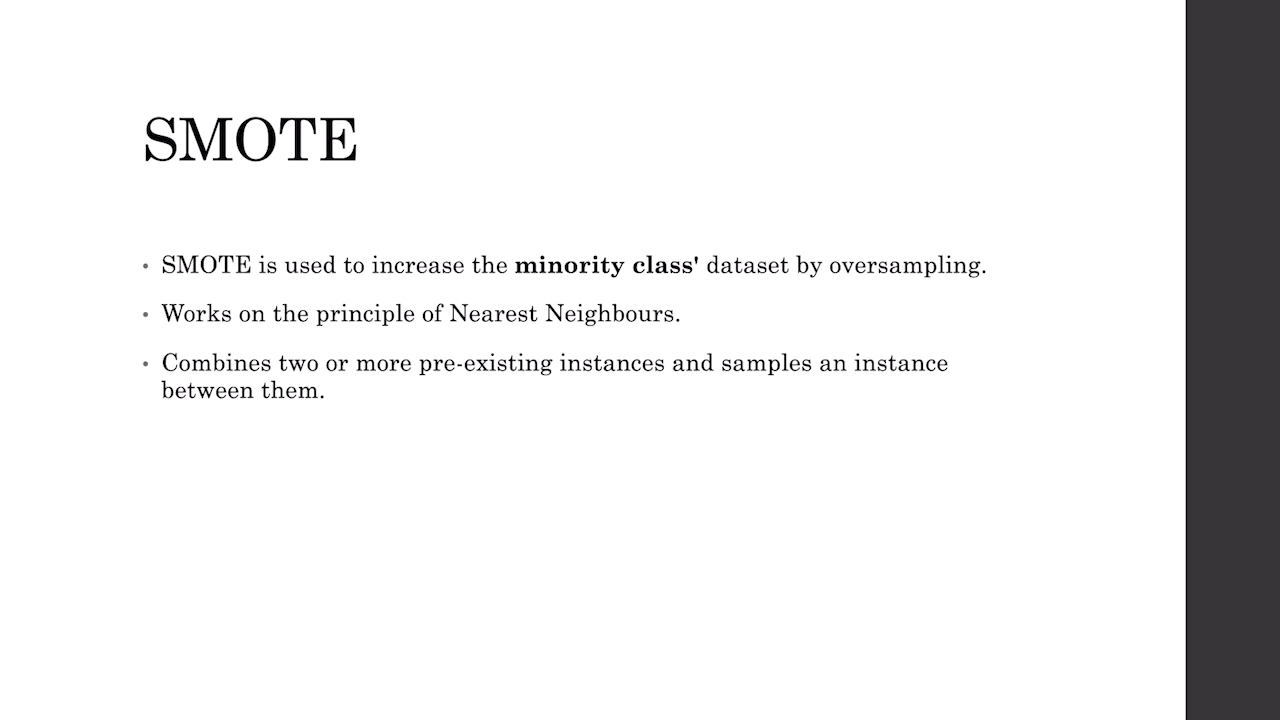 SMOTE
• SMOTE is used to increase the minority class' dataset by oversampling.
• Works on the principle of Nearest Neighbours.
• Combines two or more pre-existing instances and samples an instance
between them.